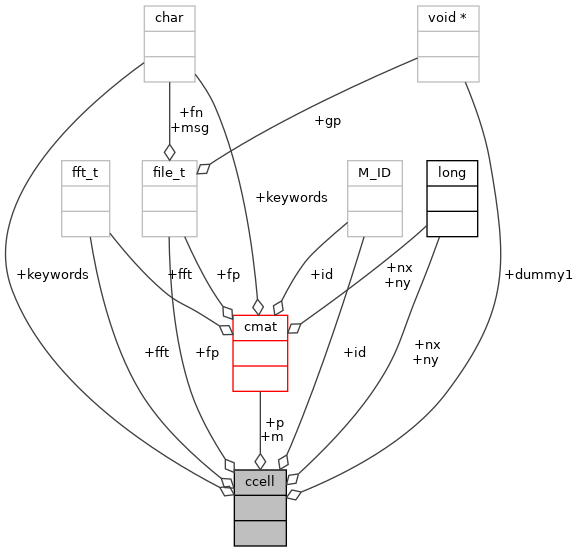 char
void *
+fn
+msg
+gp
fft_t
file_t
M_ID
long
+keywords
+keywords
+fft
+fp
+id
+nx
+ny
+dummy1
cmat
+fft
+fp
+id
+nx
+ny
+p
+m
ccell